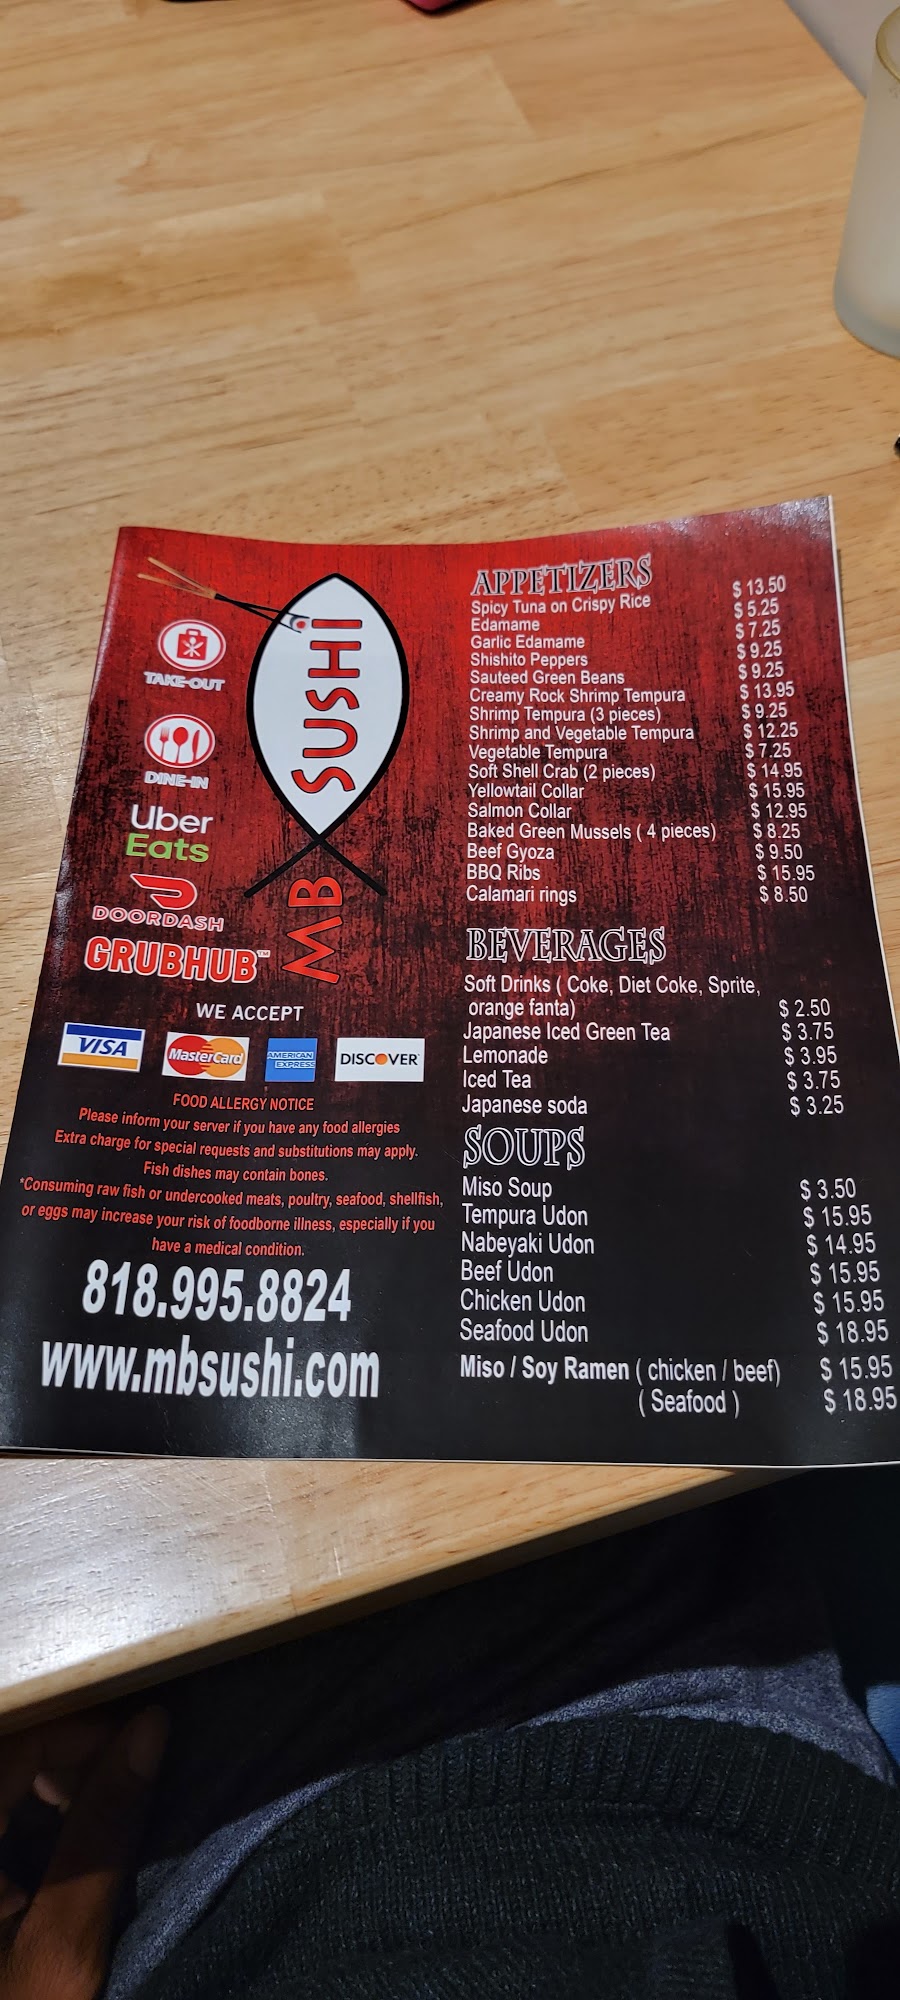 TAKE-OUT
DINE-IN
Uber
Eats
DOORDASH
GRUBHUB™
MB SUSHI
WE ACCEPT
VISA MasterCard AMERICAN EXPRESS DISCOVER
FOOD ALLERGY NOTICE
Please inform your server if you have any food allergies
Extra charge for special requests and substitutions may apply.
Fish dishes may contain bones.
*Consuming raw fish or undercooked meats, poultry, seafood, shellfish,
or eggs may increase your risk of foodborne illness, especially if you
have a medical condition.
818.995.8824
www.mbsushi.com
APPETIZERS
Spicy Tuna on Crispy Rice $ 13.50
Edamame $ 5.25
Garlic Edamame $ 7.25
Shishito Peppers $ 9.25
Sauteed Green Beans $ 9.25
Creamy Rock Shrimp Tempura $ 13.95
Shrimp Tempura (3 pieces) $ 9.25
Shrimp and Vegetable Tempura $ 12.25
Vegetable Tempura $ 7.25
Soft Shell Crab (2 pieces) $ 14.95
Yellowtail Collar $ 15.95
Salmon Collar $ 12.95
Baked Green Mussels ( 4 pieces) $ 8.25
Beef Gyoza $ 9.50
BBQ Ribs $ 15.95
Calamari rings $ 8.50
BEVERAGES
Soft Drinks ( Coke, Diet Coke, Sprite,
orange fanta) $ 2.50
Japanese Iced Green Tea $ 3.75
Lemonade $ 3.95
Iced Tea $ 3.75
Japanese soda $ 3.25
SOUPS
Miso Soup $ 3.50
Tempura Udon $ 15.95
Nabeyaki Udon $ 14.95
Beef Udon $ 15.95
Chicken Udon $ 15.95
Seafood Udon $ 18.95
Miso / Soy Ramen ( chicken / beef) $ 15.95
( Seafood ) $ 18.95